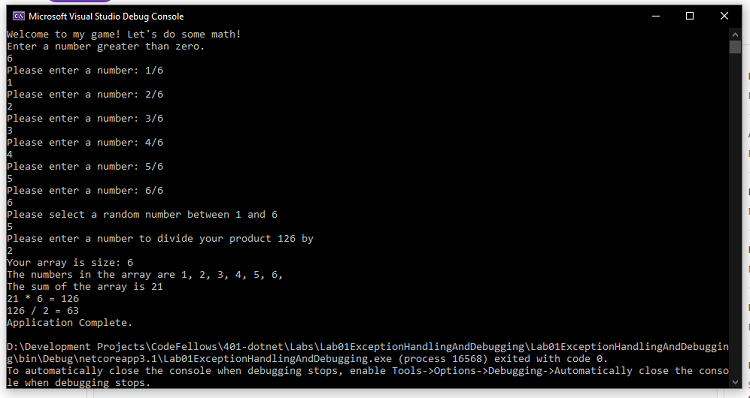 Microsoft Visual Studio Debug Console
Welcome to my game! Let's do some math!
Enter a number greater than zero.
6
Please enter a number: 1/6
1
Please enter a number: 2/6
2
Please enter a number: 3/6
3
Please enter a number: 4/6
4
Please enter a number: 5/6
5
Please enter a number: 6/6
6
Please select a random number between 1 and 6
5
Please enter a number to divide your product 126 by
2
Your array is size: 6
The numbers in the array are 1, 2, 3, 4, 5, 6,
The sum of the array is 21
21 * 6 = 126
126 / 2 = 63
Application Complete.
D:\Development Projects\CodeFellows\401-dotnet\Labs\Lab01ExceptionHandlingAndDebugging\Lab01ExceptionHandlingAndDebuggin
g\bin\Debug\netcoreapp3.1\Lab01ExceptionHandlingAndDebugging.exe (process 16568) exited with code 0.
To automatically close the console when debugging stops, enable Tools->Options->Debugging->Automatically close the conso
le when debugging stops.